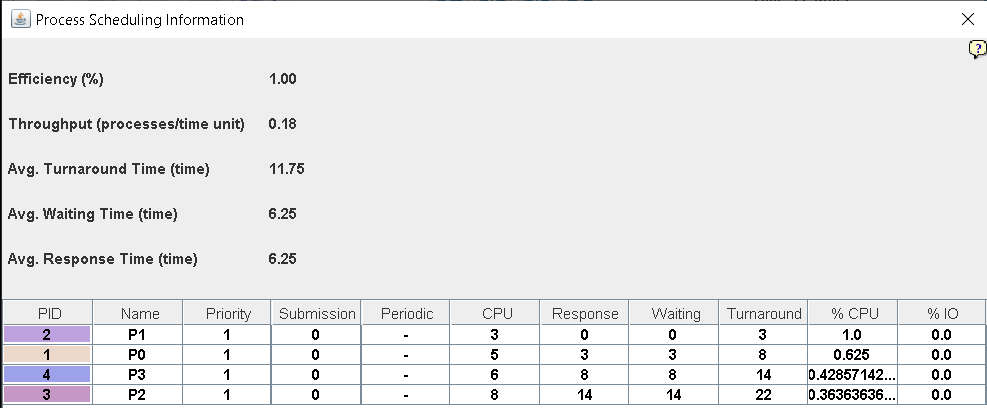 Process Scheduling Information
?
Efficiency (%) 1.00
Throughput (processes/time unit) 0.18
Avg. Turnaround Time (time) 11.75
Avg. Waiting Time (time) 6.25
Avg. Response Time (time) 6.25
PID Name Priority Submission Periodic CPU Response Waiting Turnaround % CPU % IO
2 P1 1 0 - 3 0 0 3 1.0 0.0
1 P0 1 0 - 5 3 3 8 0.625 0.0
4 P3 1 0 - 6 8 8 14 0.42857142... 0.0
3 P2 1 0 - 8 14 14 22 0.36363636... 0.0